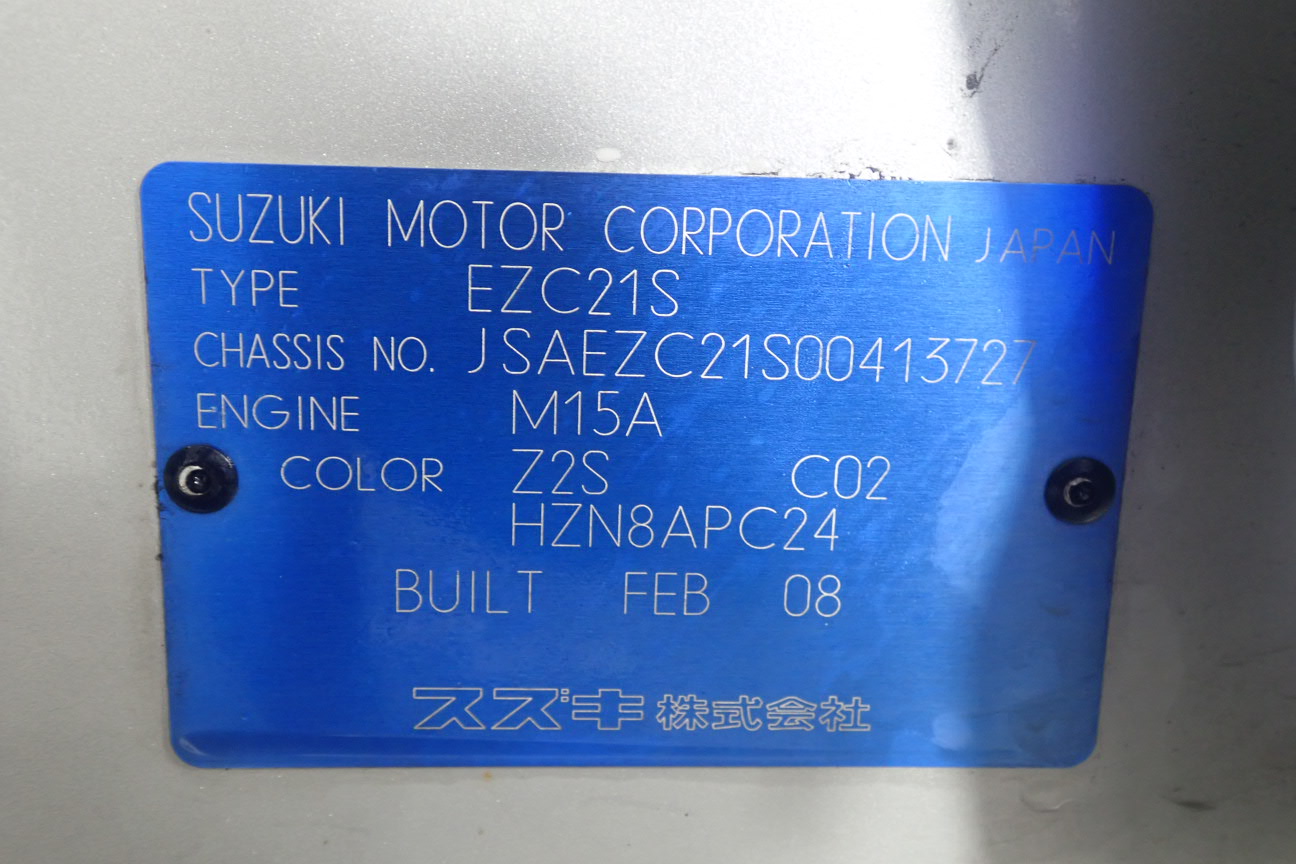 SUZUKI MOTOR CORPORATION JAPAN
TYPE EZC21S
CHASSIS NO. JSAEZC21S00413727
ENGINE M15A
COLOR Z2S C02
HZN8APC24
BUILT FEB 08
スズキ株式会社